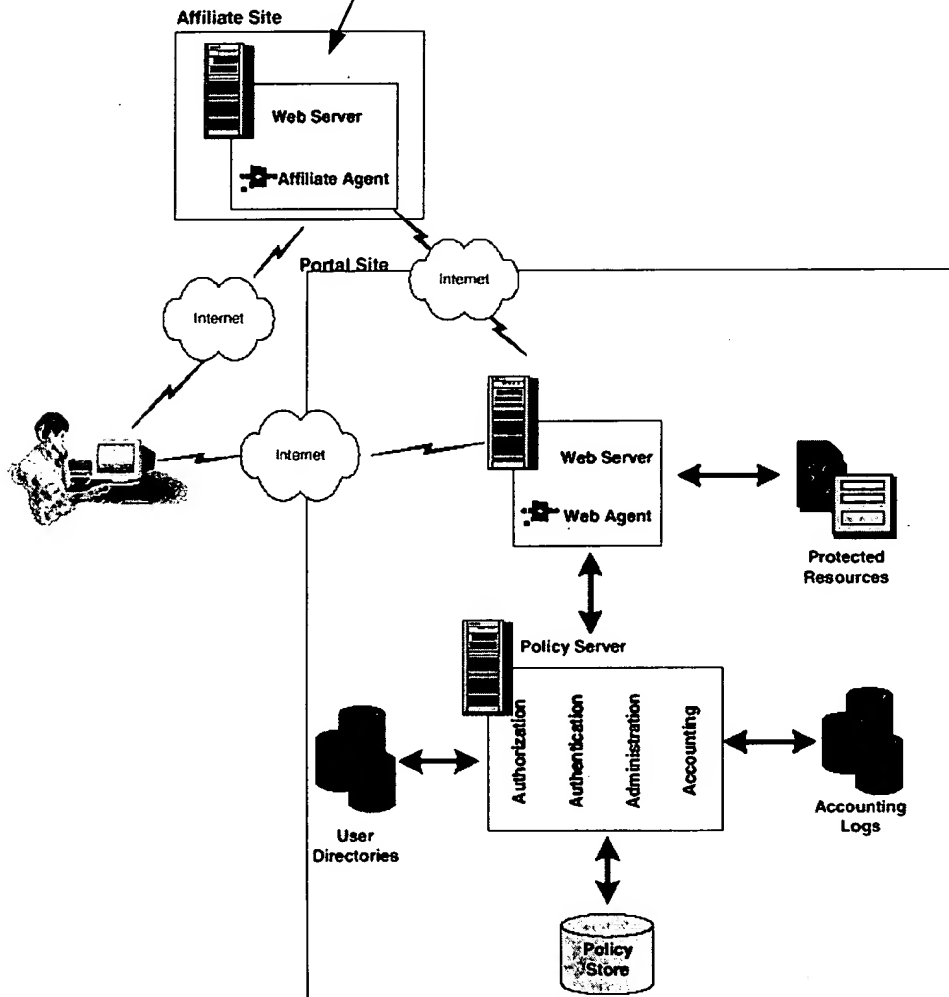 Affiliate Site
Web Server
Affiliate Agent
Portal Site
Internet
Internet
Internet
Web Server
Web Agent
Protected
Resources
Policy Server
Authorization
Authentication
Administration
Accounting
User
Directories
Accounting
Logs
Policy
Store